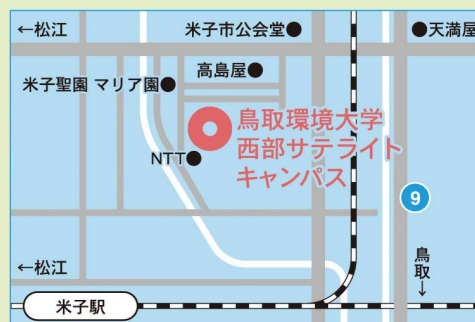 ←松江
米子市公会堂
天満屋
高島屋
米子聖園 マリア園
鳥取環境大学
西部サテライト
キャンパス
NTT
9
←松江
鳥取→
米子駅